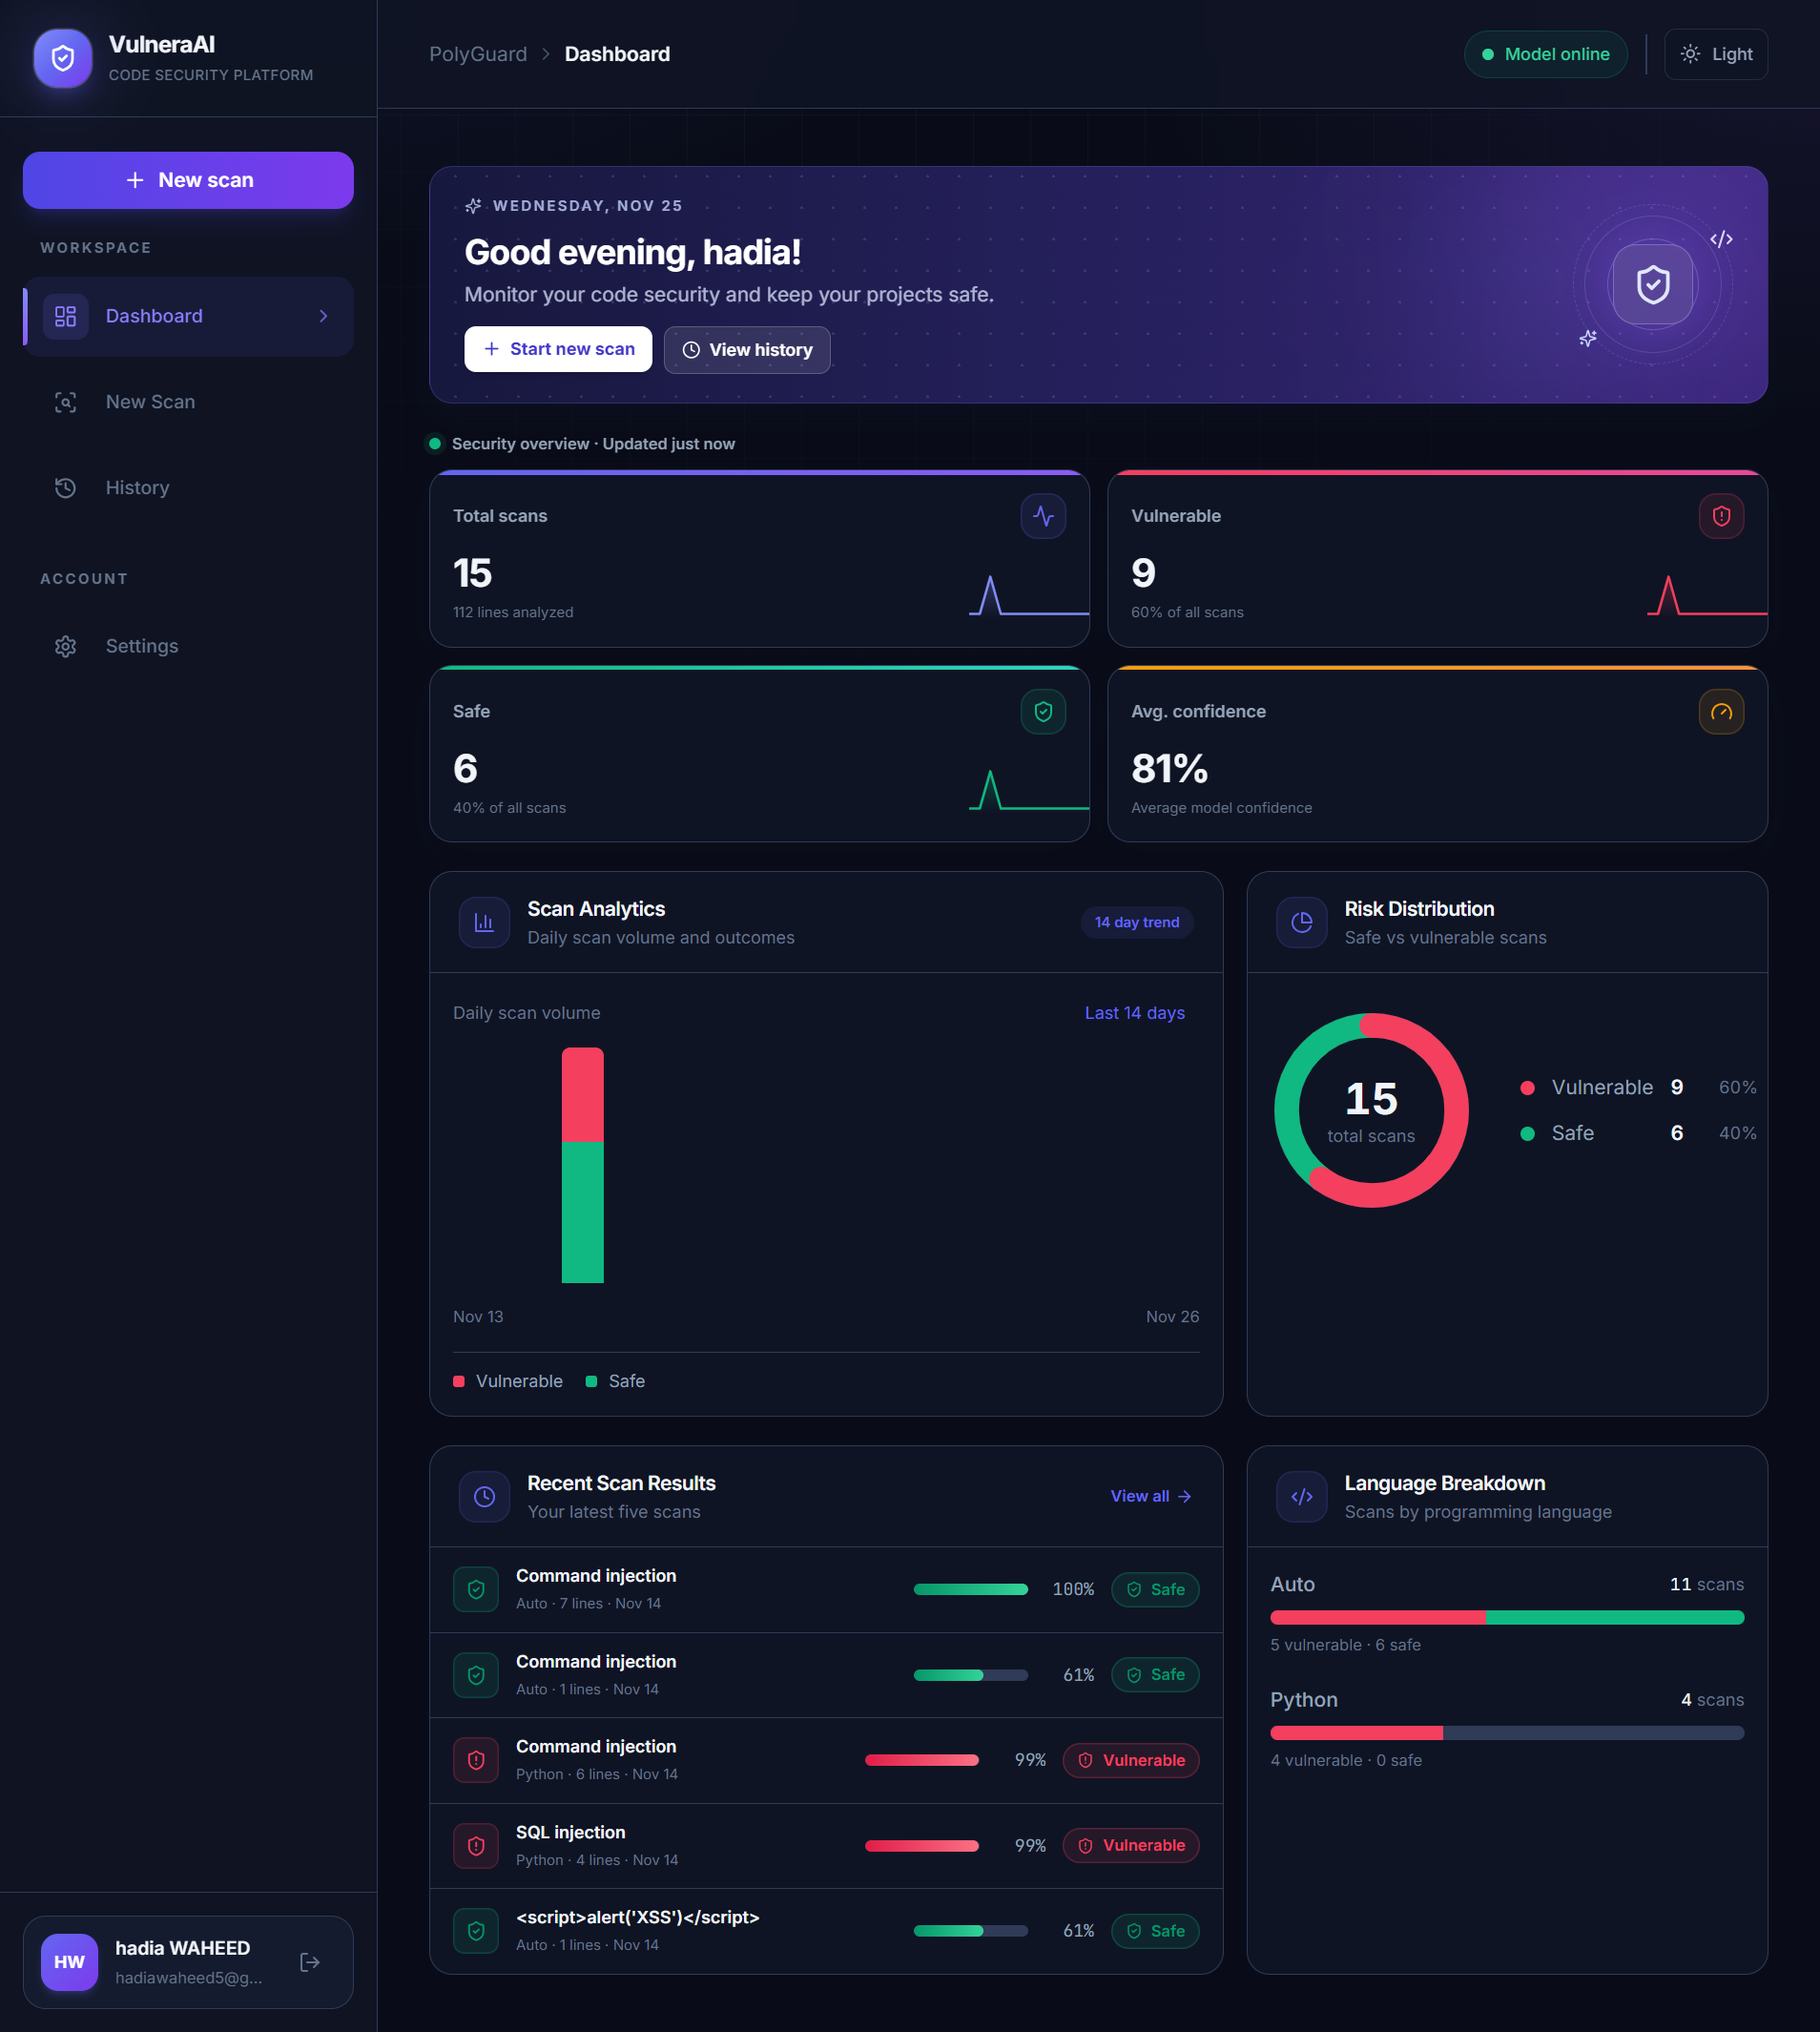 VulneraAI
CODE SECURITY PLATFORM
New scan
WORKSPACE
Dashboard
New Scan
History
ACCOUNT
Settings
HW
hadia WAHEED
hadiawaheed5@g...
PolyGuard
Dashboard
Model online
Light
WEDNESDAY, NOV 25
Good evening, hadia!
Monitor your code security and keep your projects safe.
Start new scan
View history
Security overview · Updated just now
Total scans
15
112 lines analyzed
Vulnerable
9
60% of all scans
Safe
6
40% of all scans
Avg. confidence
81%
Average model confidence
Scan Analytics
Daily scan volume and outcomes
14 day trend
Daily scan volume
Last 14 days
Nov 13
Nov 26
Vulnerable
Safe
Risk Distribution
Safe vs vulnerable scans
15
total scans
Vulnerable 9 60%
Safe 6 40%
Recent Scan Results
Your latest five scans
View all
Command injection
Auto · 7 lines · Nov 14
100%
Safe
Command injection
Auto · 1 lines · Nov 14
61%
Safe
Command injection
Python · 6 lines · Nov 14
99%
Vulnerable
SQL injection
Python · 4 lines · Nov 14
99%
Vulnerable
&lt;script&gt;alert('XSS')&lt;/script&gt;
Auto · 1 lines · Nov 14
61%
Safe
Language Breakdown
Scans by programming language
Auto
11 scans
5 vulnerable · 6 safe
Python
4 scans
4 vulnerable · 0 safe